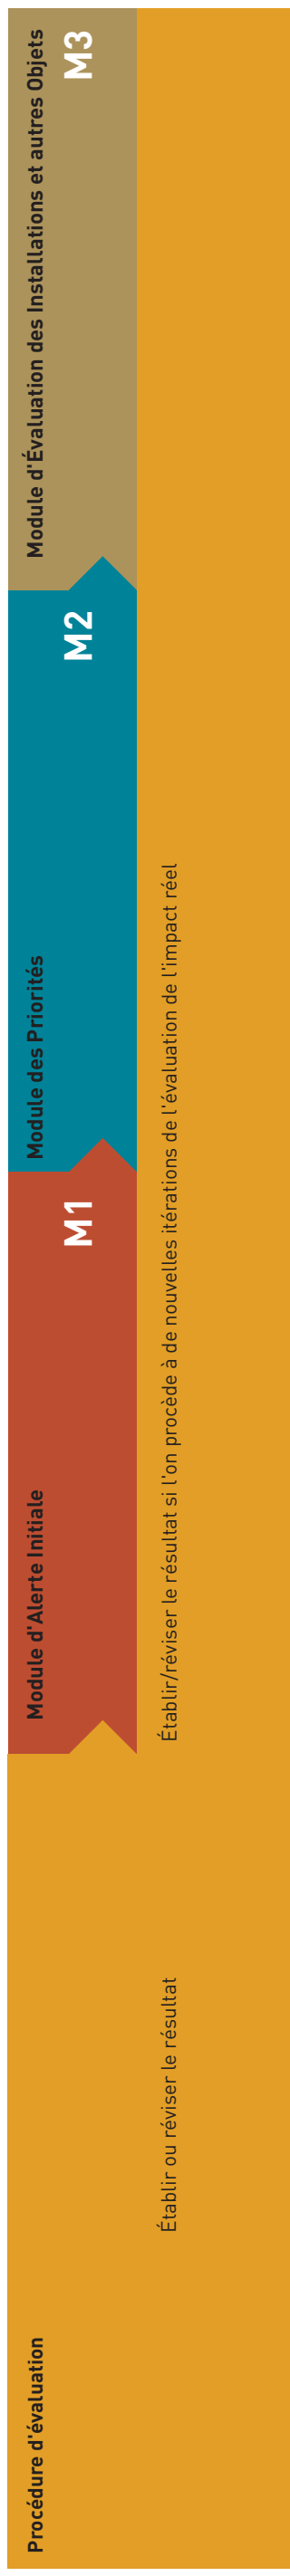 Procédure d'évaluation
Module d'Alerte Initiale
M1
Module des Priorités
M2
Module d'Évaluation des Installations et autres Objets
M3
Établir ou réviser le résultat
Établir/réviser le résultat si l'on procède à de nouvelles itérations de l'évaluation de l'impact réel